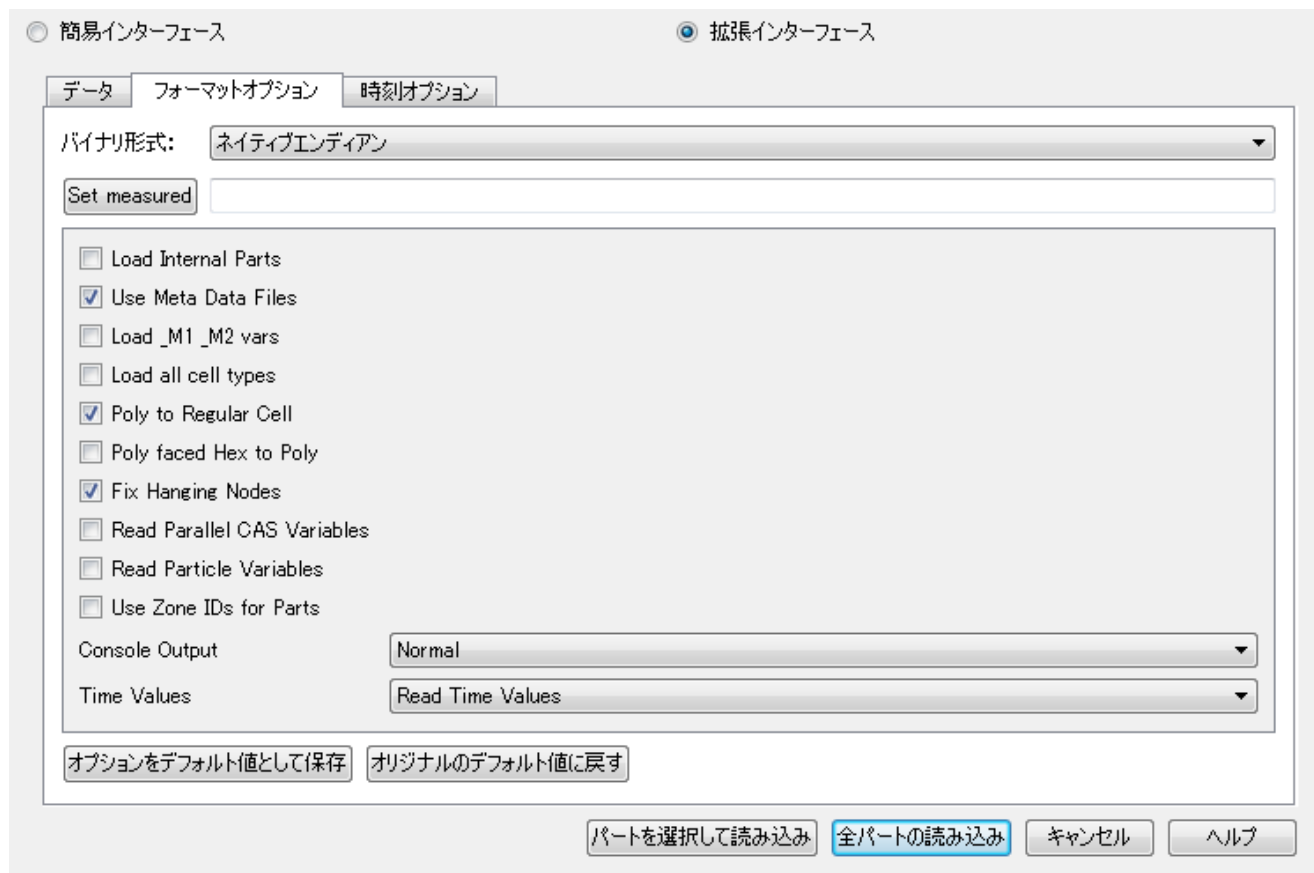 簡易インターフェース 拡張インターフェース
データ フォーマットオプション 時刻オプション
バイナリ形式: ネイティブエンディアン
Set measured
Load Internal Parts
Use Meta Data Files
Load _M1 _M2 vars
Load all cell types
Poly to Regular Cell
Poly faced Hex to Poly
Fix Hanging Nodes
Read Parallel CAS Variables
Read Particle Variables
Use Zone IDs for Parts
Console Output Normal
Time Values Read Time Values
オプションをデフォルト値として保存 オリジナルのデフォルト値に戻す
パートを選択して読み込み 全パートの読み込み キャンセル ヘルプ